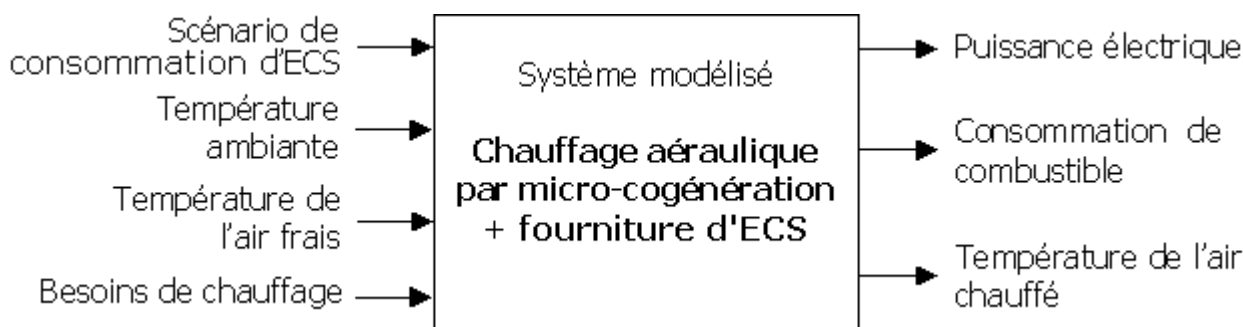 Scénario de
consommation d'ECS
Température
ambiante
Température de
l'air frais
Besoins de chauffage
Système modélisé
Chauffage aéraulique
par micro-cogénération
+ fourniture d'ECS
Puissance électrique
Consommation de
combustible
Température de l'air
chauffé